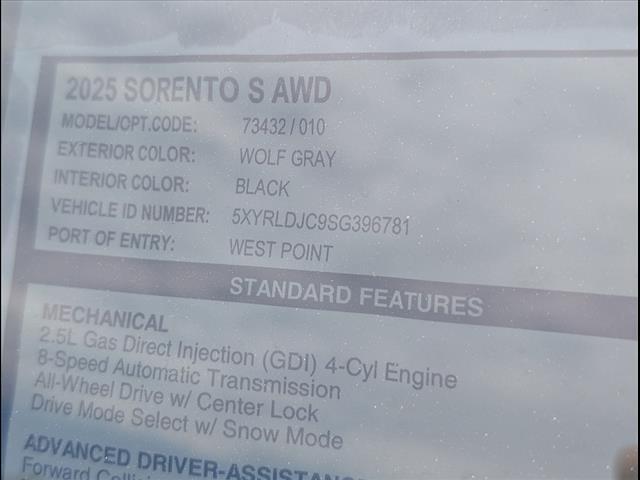 2025 SORENTO S AWD
MODEL/OPT.CODE: 73432 / 010
EXTERIOR COLOR: WOLF GRAY
INTERIOR COLOR: BLACK
VEHICLE ID NUMBER: 5XYRLDJC9SG396781
PORT OF ENTRY: WEST POINT
STANDARD FEATURES
MECHANICAL
2.5L Gas Direct Injection (GDI) 4-Cyl Engine
8-Speed Automatic Transmission
All-Wheel Drive w/ Center Lock
Drive Mode Select w/ Snow Mode
ADVANCED DRIVER-ASSISTANC
Forward Collisi